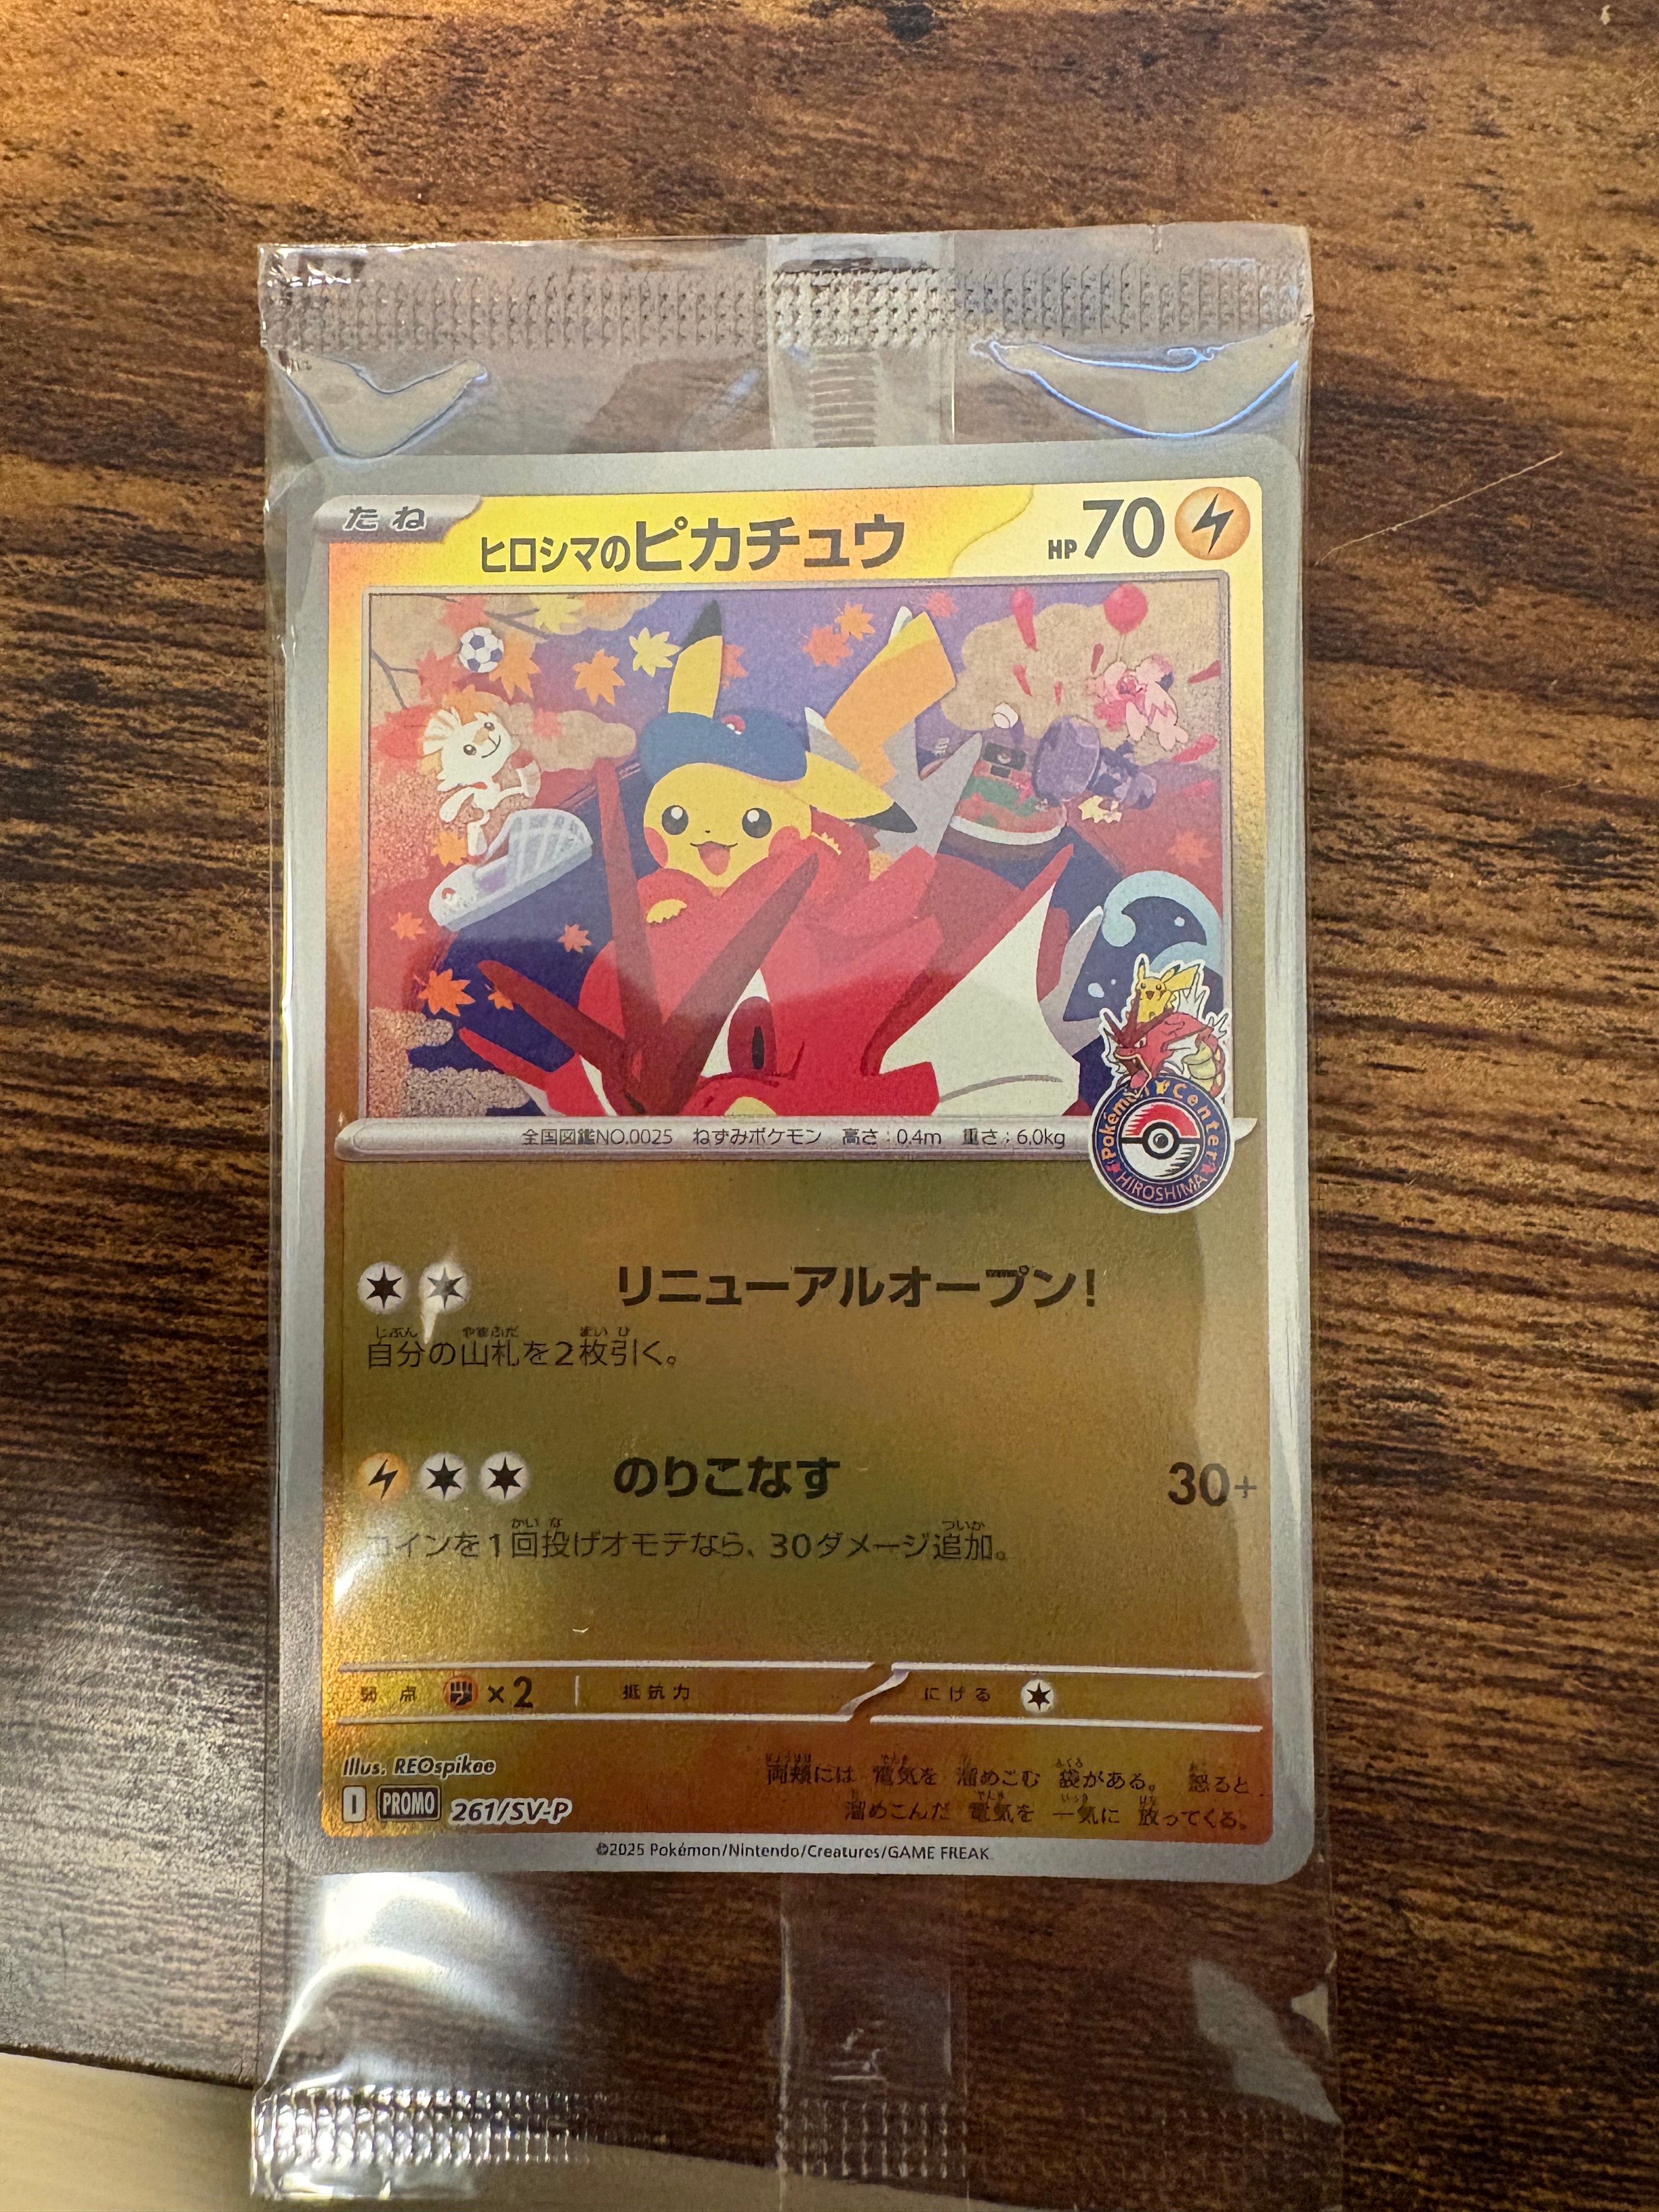 たね
ヒロシマのピカチュウ
HP70
全国図鑑NO.0025 ねずみポケモン 高さ:0.4m 重さ:6.0kg
Pokémon Center
HIROSHIMA
リニューアルオープン!
自分の山札を2枚引く。
のりこなす 30+
コインを1回投げオモテなら、30ダメージ追加。
弱点 ×2 抵抗力 にげる
Illus. REOspikee
I PROMO 261/SV-P
両頬には 電気を 溜めこむ 袋がある。 怒ると
溜めこんだ 電気を 一気に 放ってくる。
©2025 Pokémon/Nintendo/Creatures/GAME FREAK